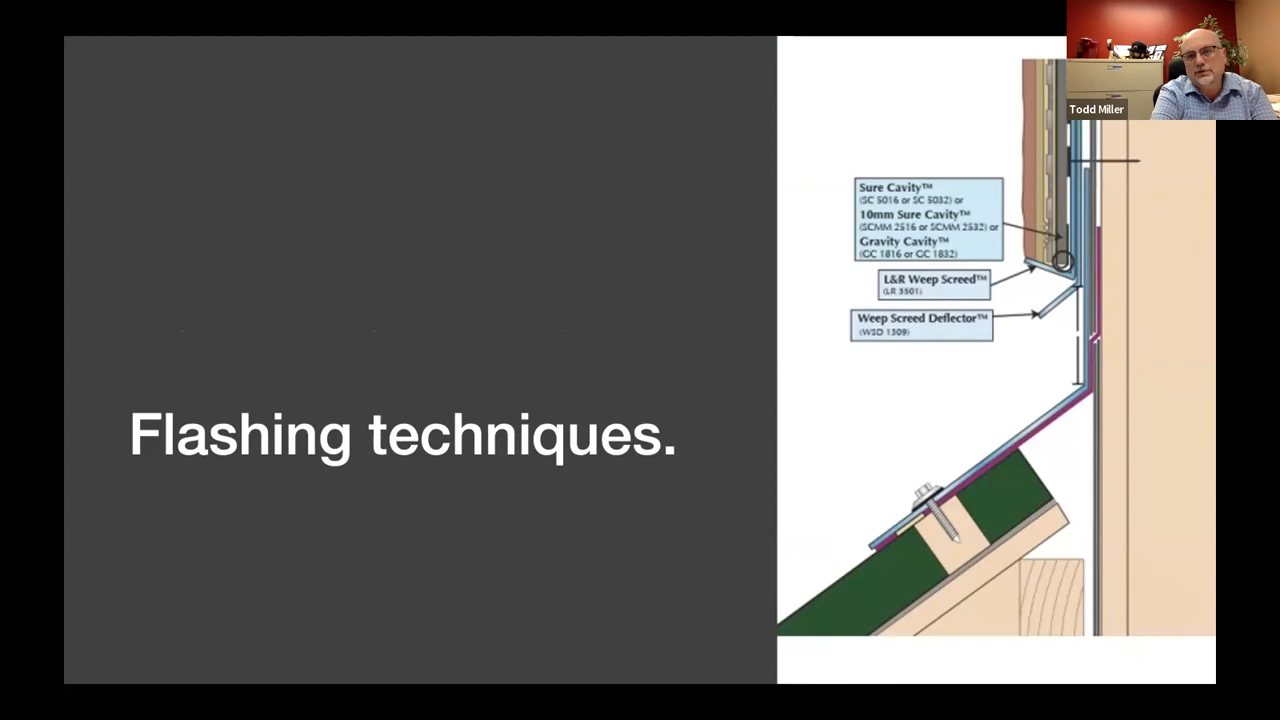 Todd Miller
Sure Cavity™
(SC 5016 or SC 5032) or
10mm Sure Cavity™
(SCMM 2516 or SCMM 2532) or
Gravity Cavity™
(GC 1816 or GC 1832)
L&R Weep Screed™
(LR 3501)
Weep Screed Deflector™
(WSD 1309)
Flashing techniques.